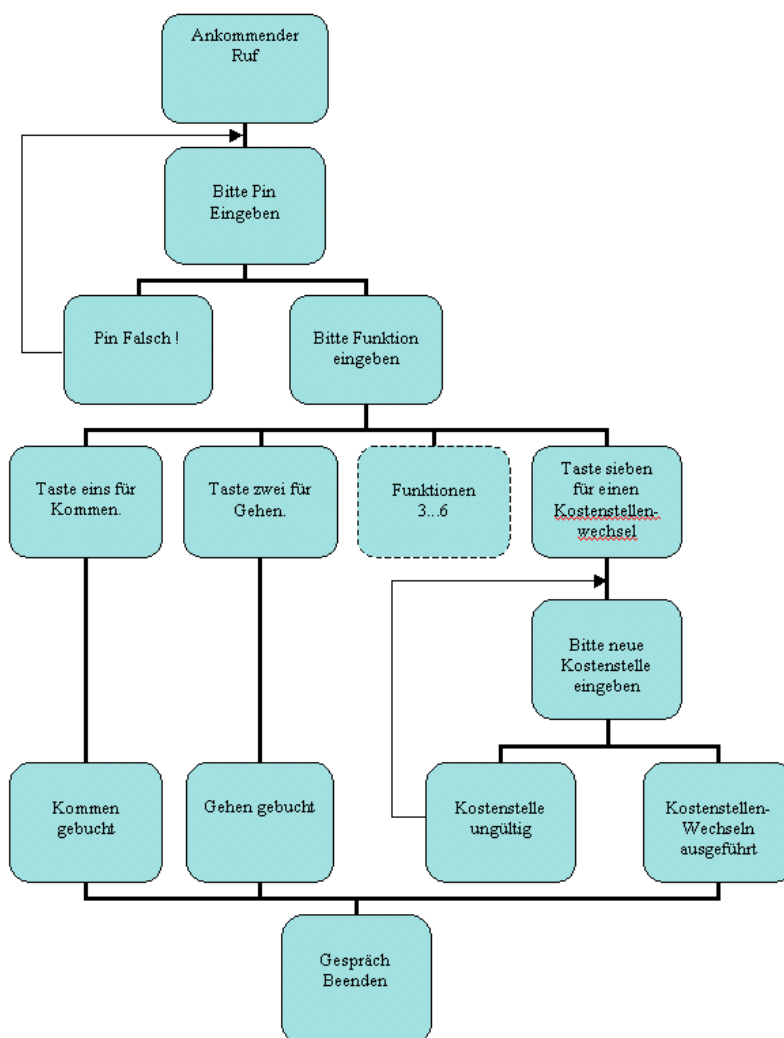 Ankommender
Ruf
Bitte Pin
Eingeben
Pin Falsch !
Bitte Funktion
eingeben
Taste eins für
Kommen.
Taste zwei für
Gehen.
Funktionen
3...6
Taste sieben
für einen
Kostenstellen-
wechsel
Bitte neue
Kostenstelle
eingeben
Kommen
gebucht
Gehen gebucht
Kostenstelle
ungültig
Kostenstellen-
Wechseln
ausgeführt
Gespräch
Beenden